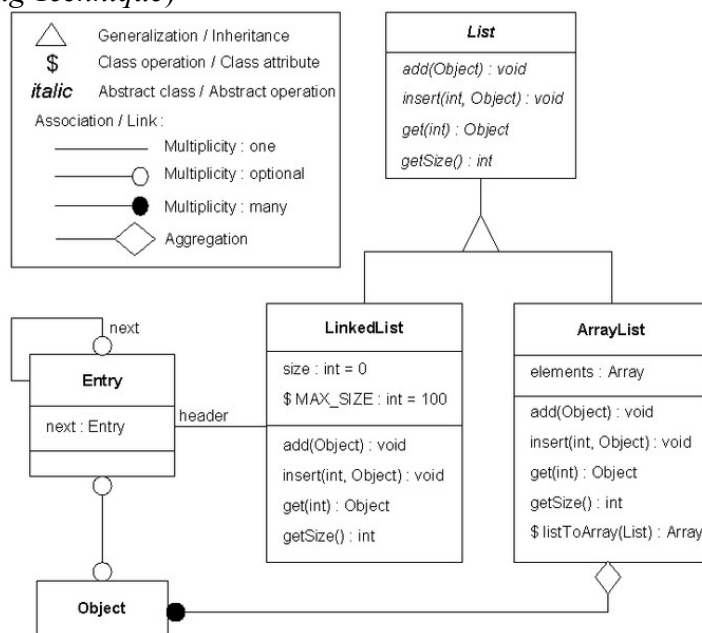 ng Technique)
Generalization / Inheritance
$ Class operation / Class attribute
italic Abstract class / Abstract operation
Association / Link :
Multiplicity : one
Multiplicity : optional
Multiplicity : many
Aggregation
List
add(Object) : void
insert(int, Object) : void
get(int) : Object
getSize() : int
next
Entry
next : Entry
header
LinkedList
size : int = 0
$ MAX_SIZE : int = 100
add(Object) : void
insert(int, Object) : void
get(int) : Object
getSize() : int
ArrayList
elements : Array
add(Object) : void
insert(int, Object) : void
get(int) : Object
getSize() : int
$ listToArray(List) : Array
Object